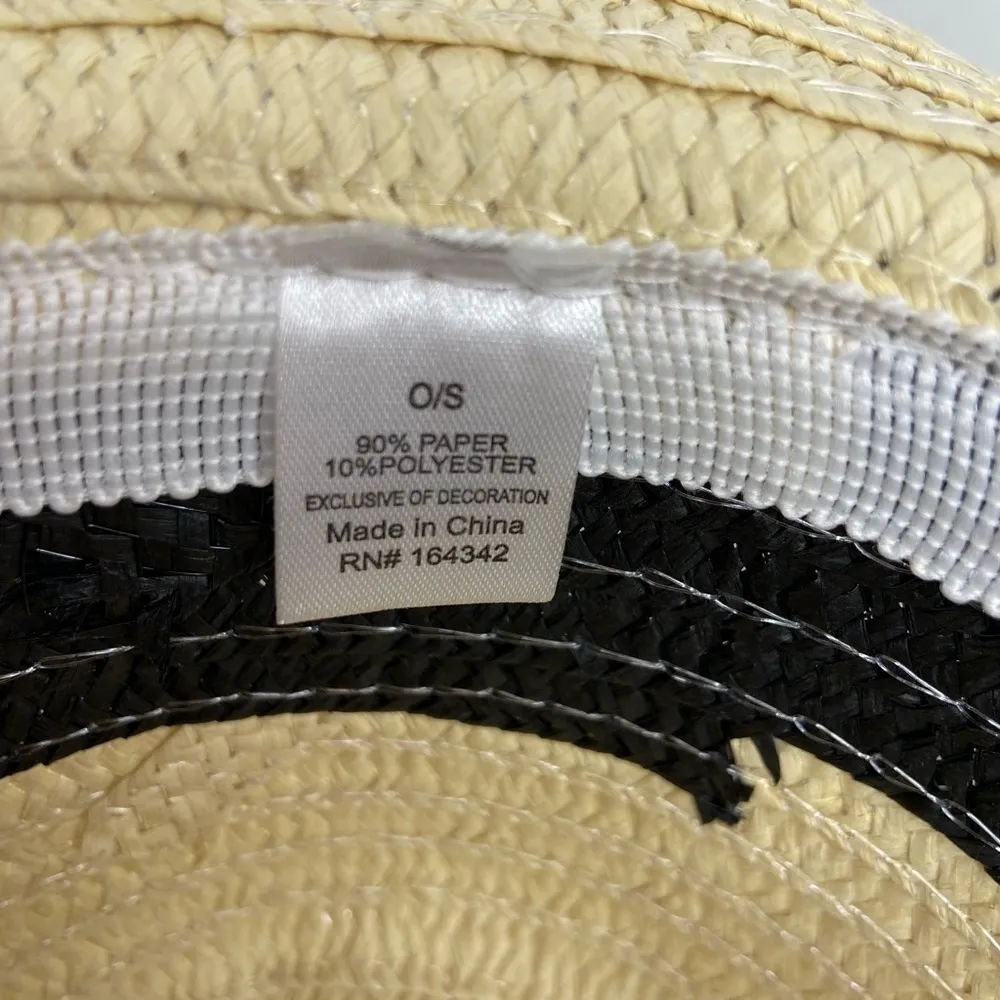 O/S
90% PAPER
10%POLYESTER
EXCLUSIVE OF DECORATION
Made in China
RN# 164342